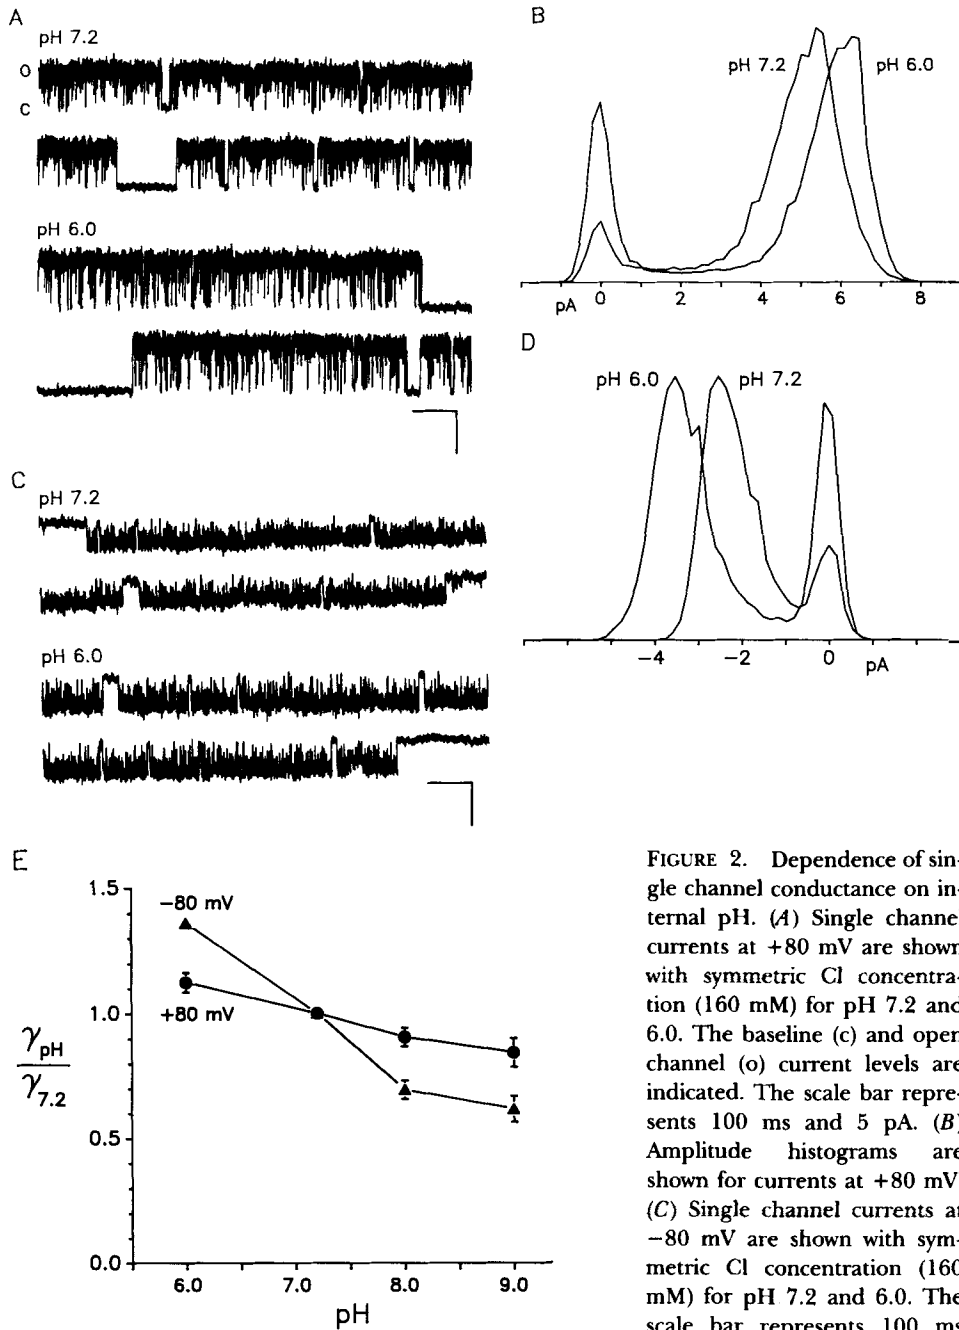 A
pH 7.2
O
C
pH 6.0
B
pH 7.2
pH 6.0
pA 0 2 4 6 8
C
pH 7.2
pH 6.0
D
pH 6.0
pH 7.2
−4 −2 0
pA
E
1.5
1.0
0.5
0.0
−80 mV
+80 mV
γpH
γ7.2
6.0 7.0 8.0 9.0
pH
FIGURE 2. Dependence of sin-
gle channel conductance on in-
ternal pH. (A) Single channel
currents at +80 mV are shown
with symmetric Cl concentra-
tion (160 mM) for pH 7.2 and
6.0. The baseline (c) and open
channel (o) current levels are
indicated. The scale bar repre-
sents 100 ms and 5 pA. (B)
Amplitude histograms are
shown for currents at +80 mV
(C) Single channel currents at
−80 mV are shown with sym-
metric Cl concentration (160
mM) for pH 7.2 and 6.0. The
scale bar represents 100 ms